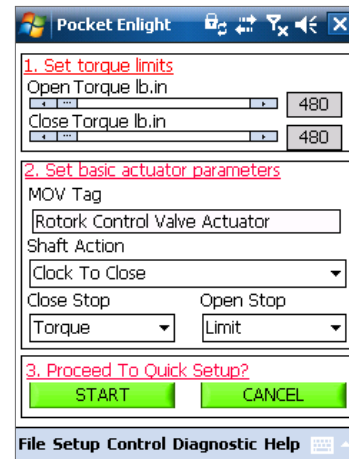 Pocket Enlight
1. Set torque limits
Open Torque lb.in
480
Close Torque lb.in
480
2. Set basic actuator parameters
MOV Tag
Rotork Control Valve Actuator
Shaft Action
Clock To Close
Close Stop Open Stop
Torque Limit
3. Proceed To Quick Setup?
START CANCEL
File Setup Control Diagnostic Help